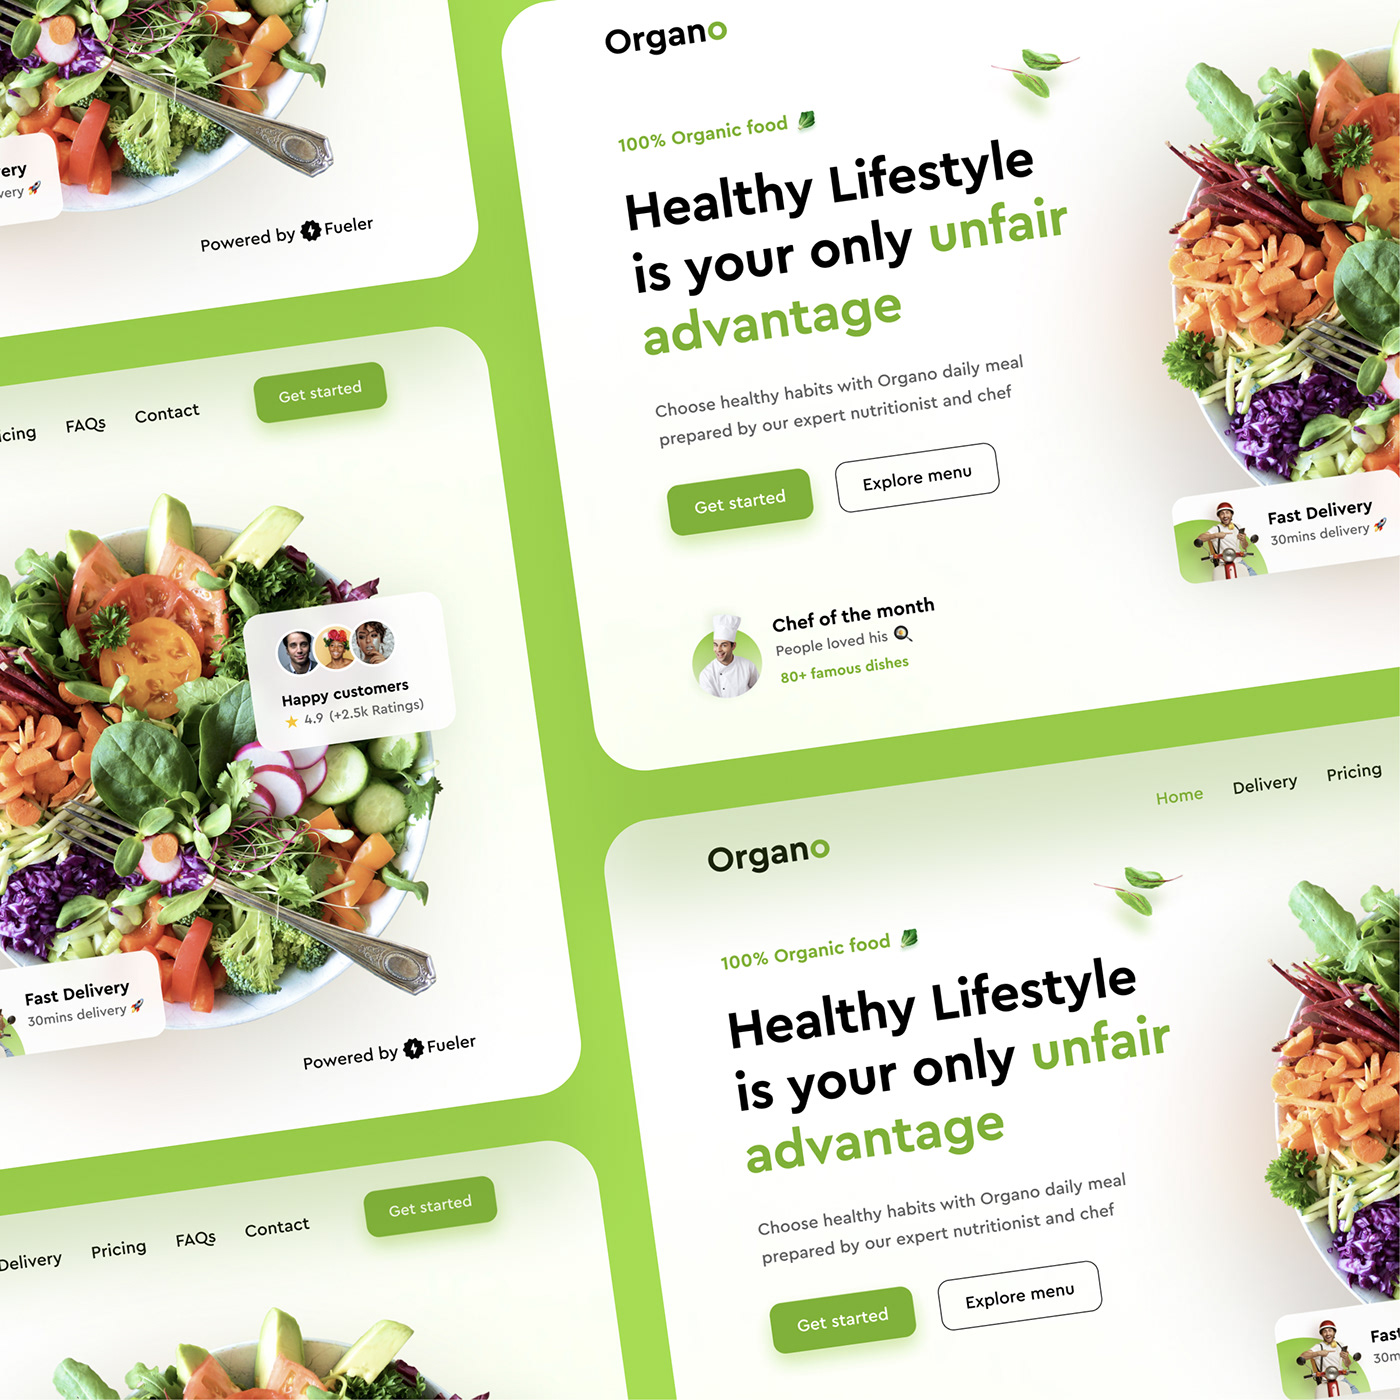 ery
very
Powered by Fueler
Organo
100% Organic food
Healthy Lifestyle
is your only unfair
advantage
Choose healthy habits with Organo daily meal
prepared by our expert nutritionist and chef
Get started
Explore menu
Fast Delivery
30mins delivery
Chef of the month
People loved his
80+ famous dishes
icing
FAQs
Contact
Get started
Happy customers
4.9 (+2.5k Ratings)
Fast Delivery
30mins delivery
Powered by Fueler
Home
Delivery
Pricing
Organo
100% Organic food
Healthy Lifestyle
is your only unfair
advantage
Choose healthy habits with Organo daily meal
prepared by our expert nutritionist and chef
Get started
Explore menu
Fast
30m
Delivery
Pricing
FAQs
Contact
Get started